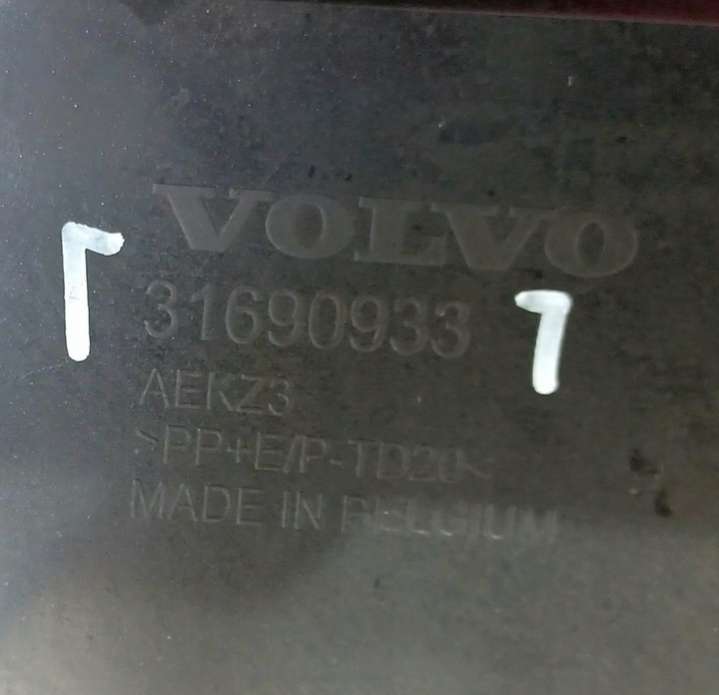 VOLVO
31690933
AEKZ3
>PP+E/P-TD20<
MADE IN BELGIUM